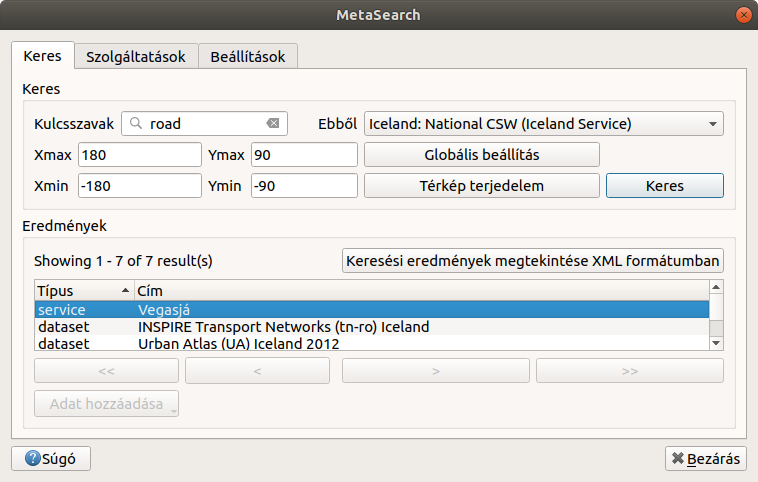 MetaSearch
Keres Szolgáltatások Beállítások
Keres
Kulcsszavak road Ebből Iceland: National CSW (Iceland Service)
Xmax 180 Ymax 90 Globális beállítás
Xmin -180 Ymin -90 Térkép terjedelem Keres
Eredmények
Showing 1 - 7 of 7 result(s) Keresési eredmények megtekintése XML formátumban
Típus Cím
service Vegasjá
dataset INSPIRE Transport Networks (tn-ro) Iceland
dataset Urban Atlas (UA) Iceland 2012
<< < > >>
Adat hozzáadása
Súgó Bezárás